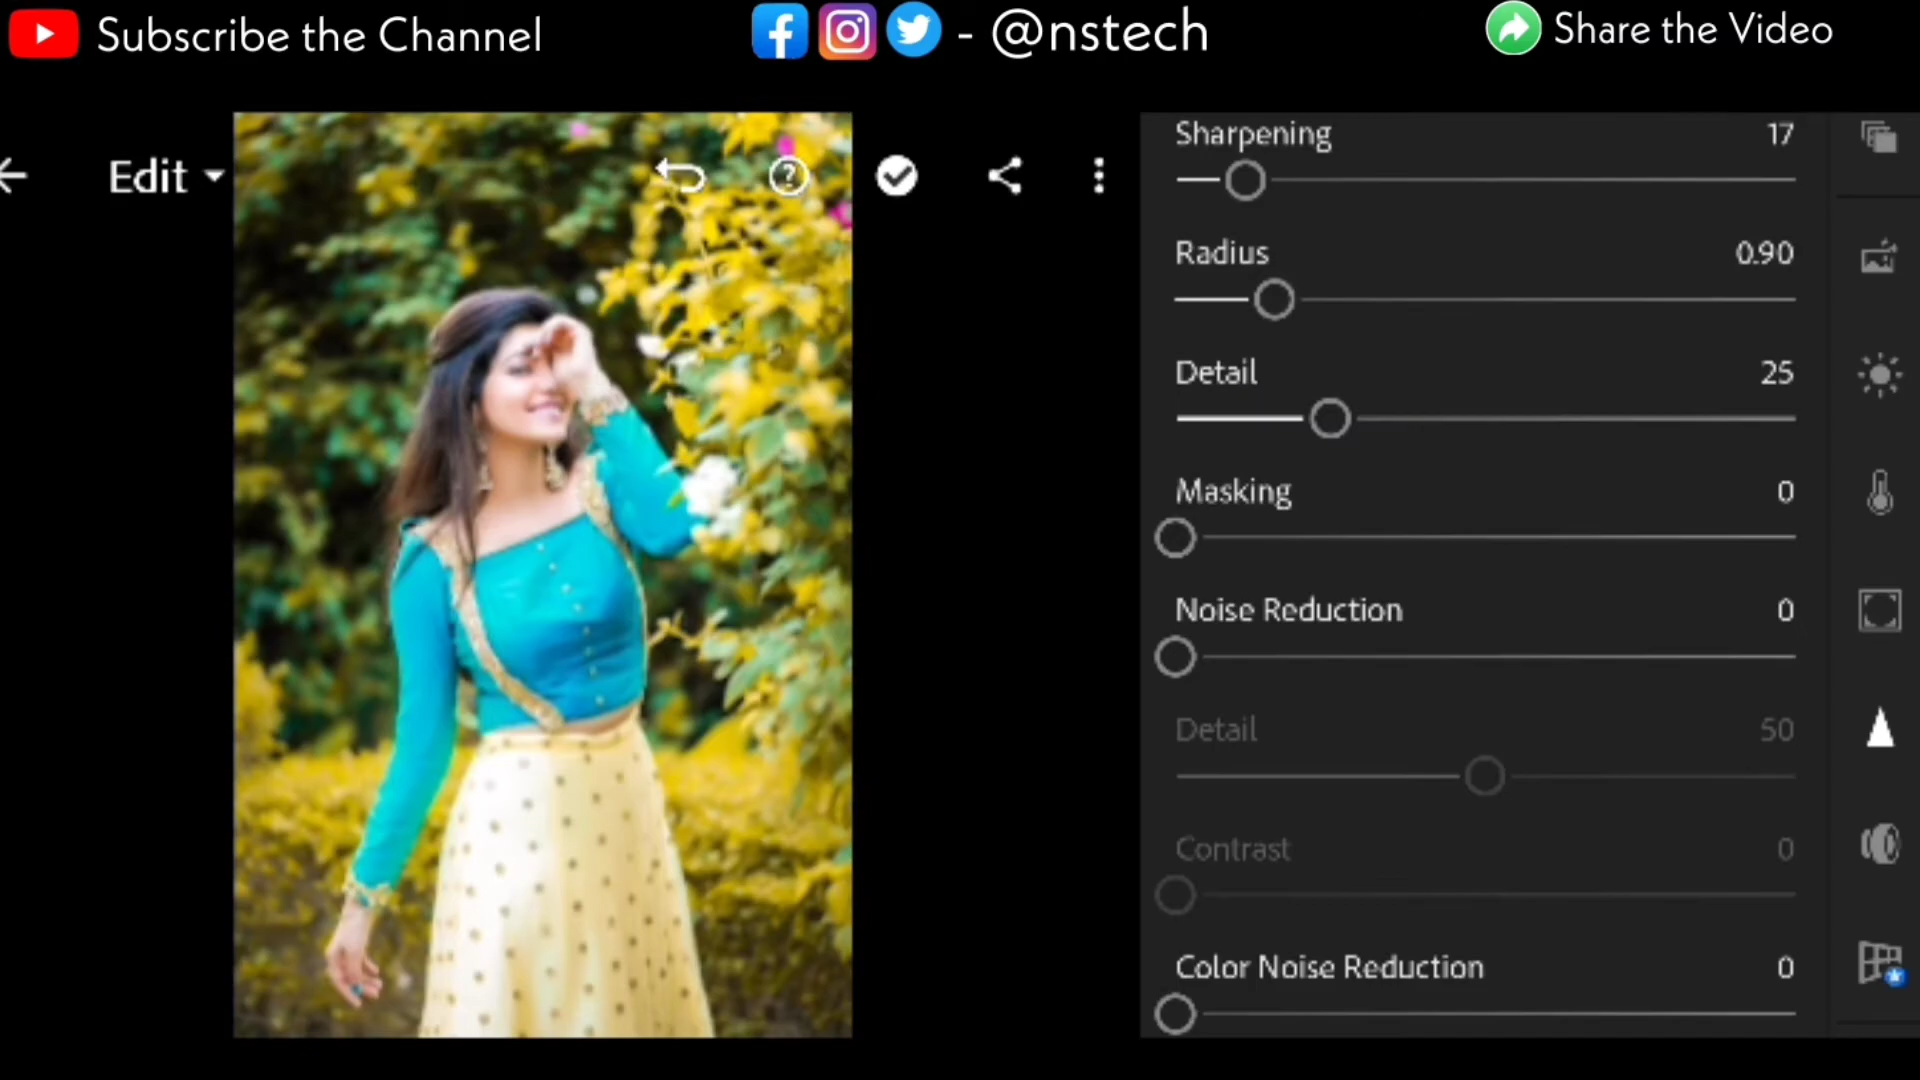 Subscribe the Channel
- @nstech
Share the Video
Edit
Sharpening 17
Radius 0.90
Detail 25
Masking 0
Noise Reduction 0
Detail 50
Contrast 0
Color Noise Reduction 0